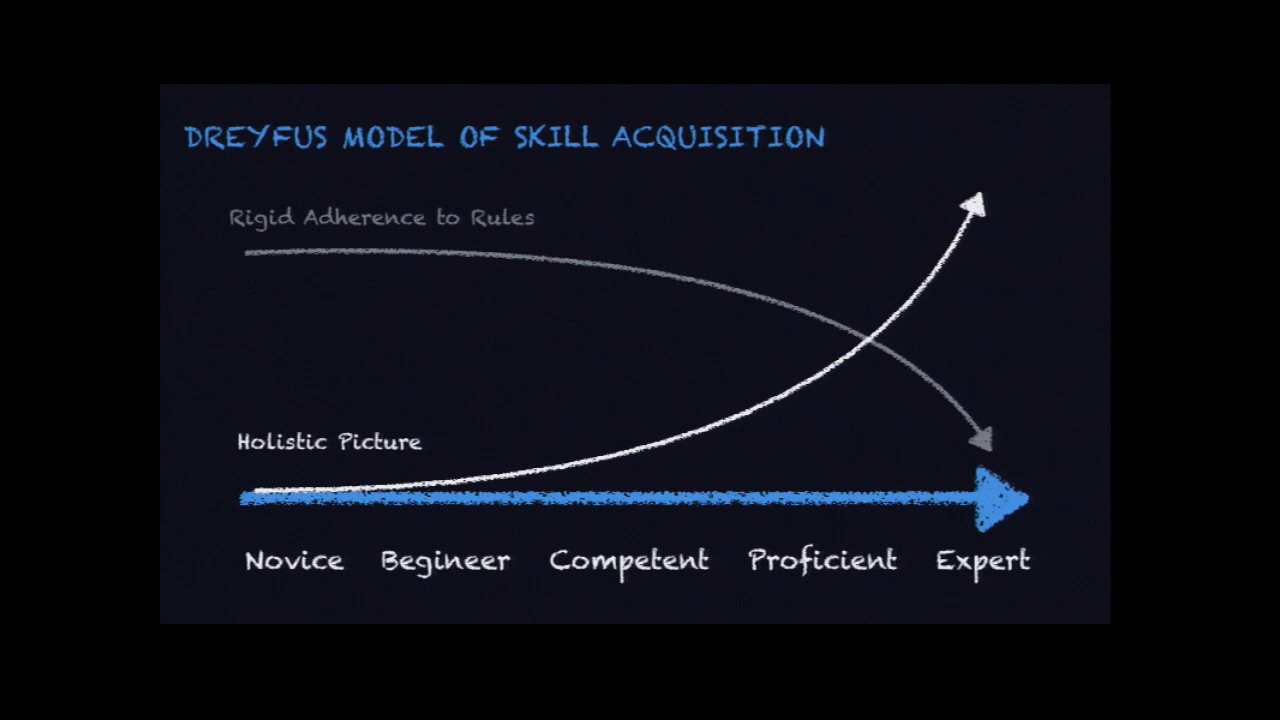 DREYFUS MODEL OF SKILL ACQUISITION
Rigid Adherence to Rules
Holistic Picture
Novice Begineer Competent Proficient Expert